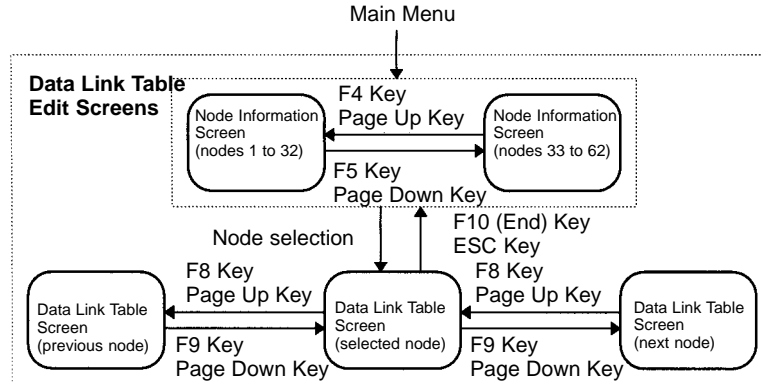 Main Menu
Data Link Table
Edit Screens
F4 Key
Page Up Key
Node Information
Screen
(nodes 1 to 32)
Node Information
Screen
(nodes 33 to 62)
F5 Key
Page Down Key
Node selection
F10 (End) Key
ESC Key
F8 Key
Page Up Key
F8 Key
Page Up Key
Data Link Table
Screen
(previous node)
Data Link Table
Screen
(selected node)
Data Link Table
Screen
(next node)
F9 Key
Page Down Key
F9 Key
Page Down Key